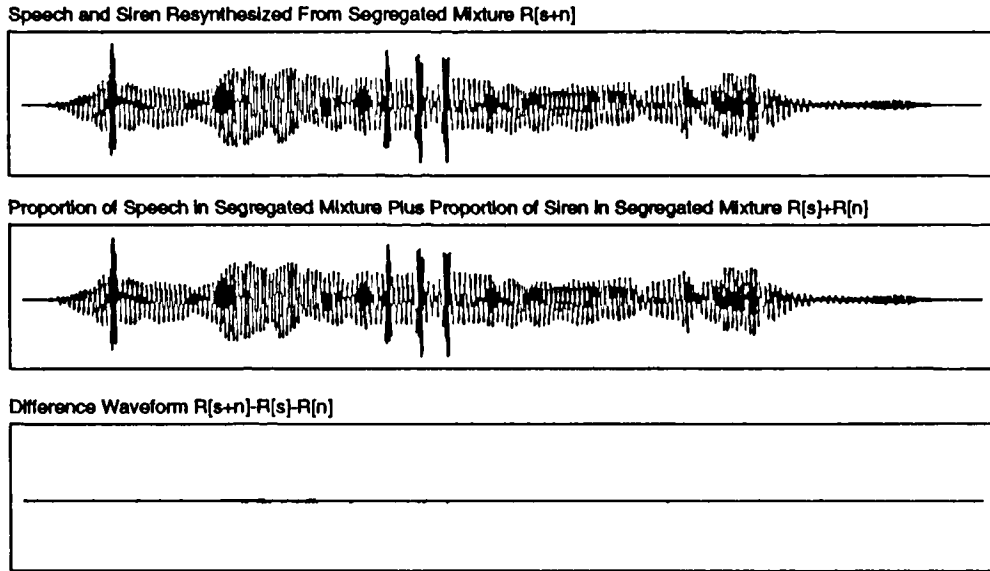 Speech and Siren Resynthesized From Segregated Mixture R[s+n]
Proportion of Speech in Segregated Mixture Plus Proportion of Siren in Segregated Mixture R[s]+R[n]
Difference Waveform R[s+n]-R[s]-R[n]